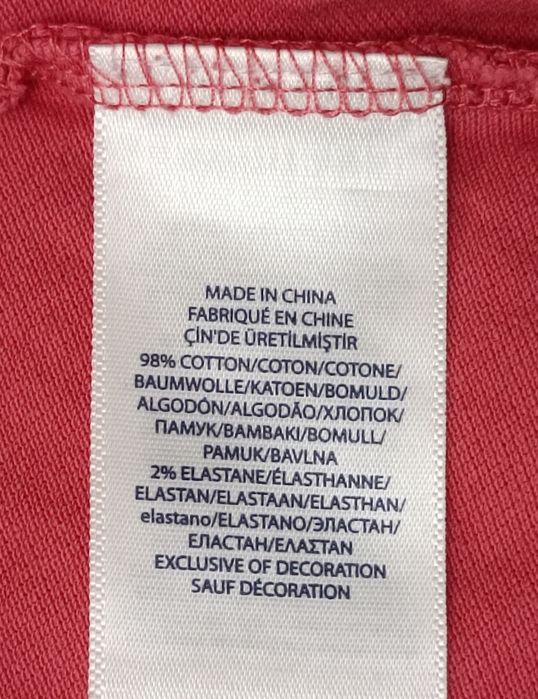 MADE IN CHINA
FABRIQUÉ EN CHINE
ÇİN'DE ÜRETİLMİŞTİR
98% COTTON/COTON/COTONE/
BAUMWOLLE/KATOEN/BOMULD/
ALGODÓN/ALGODÃO/ХЛОПОК/
ПАМУК/BAMBAKI/BOMULL/
PAMUK/BAVLNA
2% ELASTANE/ÉLASTHANNE/
ELASTAN/ELASTAAN/ELASTHAN/
elastano/ELASTANO/ЭЛАСТАН/
ЕЛАСТАН/ΕΛΑΣΤΑΝ
EXCLUSIVE OF DECORATION
SAUF DÉCORATION